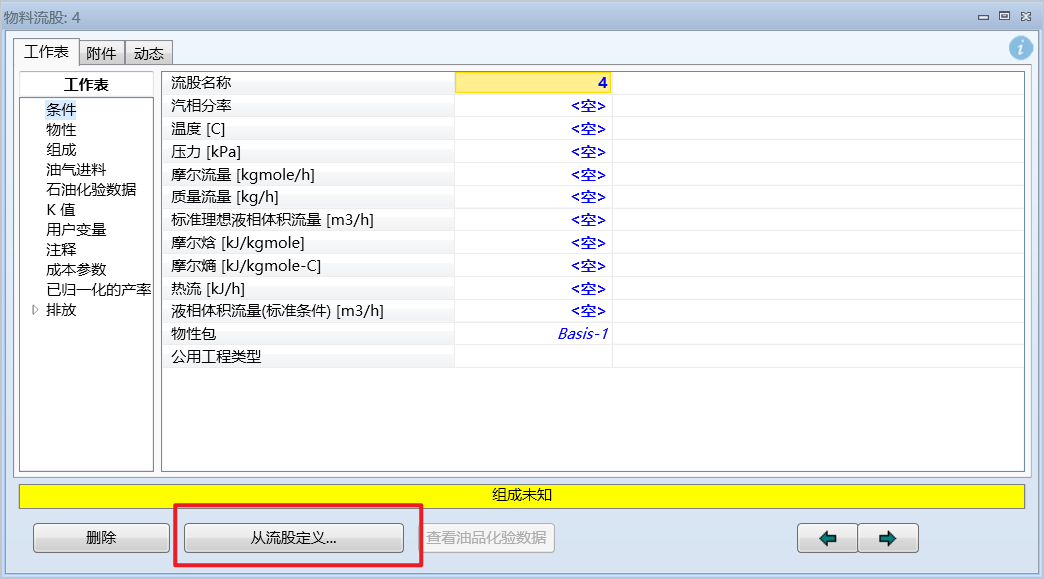 物料流股: 4
工作表 附件 动态
工作表
条件
物性
组成
油气进料
石油化验数据
K 值
用户变量
注释
成本参数
已归一化的产率
排放
流股名称 4
汽相分率 <空>
温度 [C] <空>
压力 [kPa] <空>
摩尔流量 [kgmole/h] <空>
质量流量 [kg/h] <空>
标准理想液相体积流量 [m3/h] <空>
摩尔焓 [kJ/kgmole] <空>
摩尔熵 [kJ/kgmole-C] <空>
热流 [kJ/h] <空>
液相体积流量(标准条件) [m3/h] <空>
物性包 Basis-1
公用工程类型
组成未知
删除 从流股定义... 查看油品化验数据